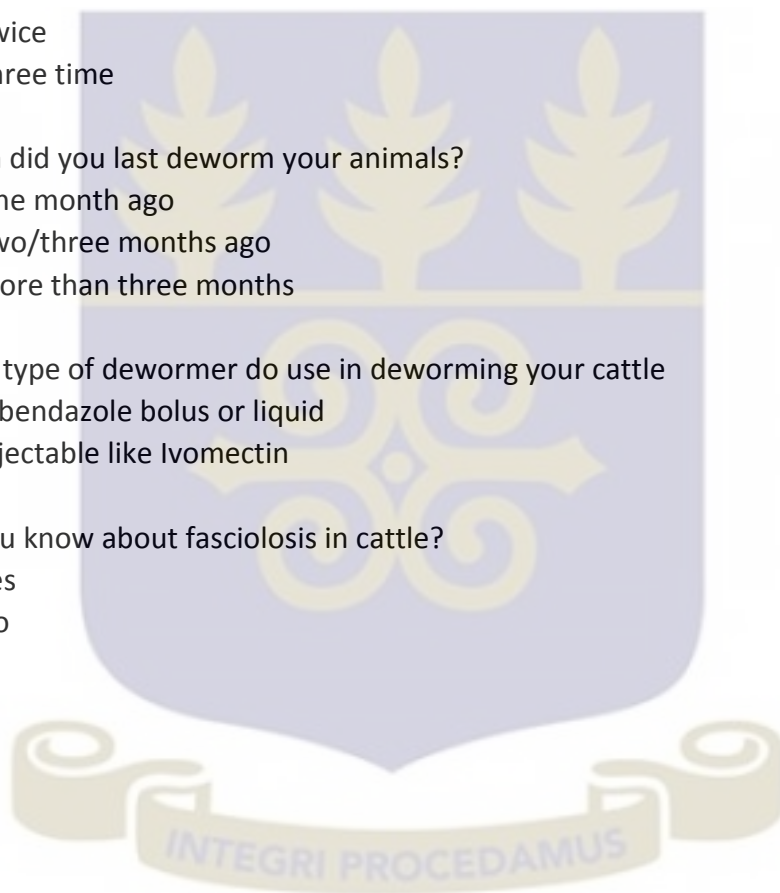 wice
hree time
did you last deworm your animals?
ne month ago
wo/three months ago
ore than three months
type of dewormer do use in deworming your cattle
bendazole bolus or liquid
jectable like Ivomectin
u know about fasciolosis in cattle?
es
o
INTEGRI PROCEDAMUS